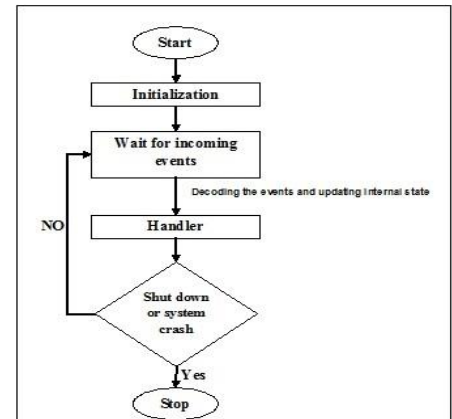 Start
Initialization
Wait for incoming
events
Decoding the events and updating Internal state
NO
Handler
Shut down
or system
crash
Yes
Stop